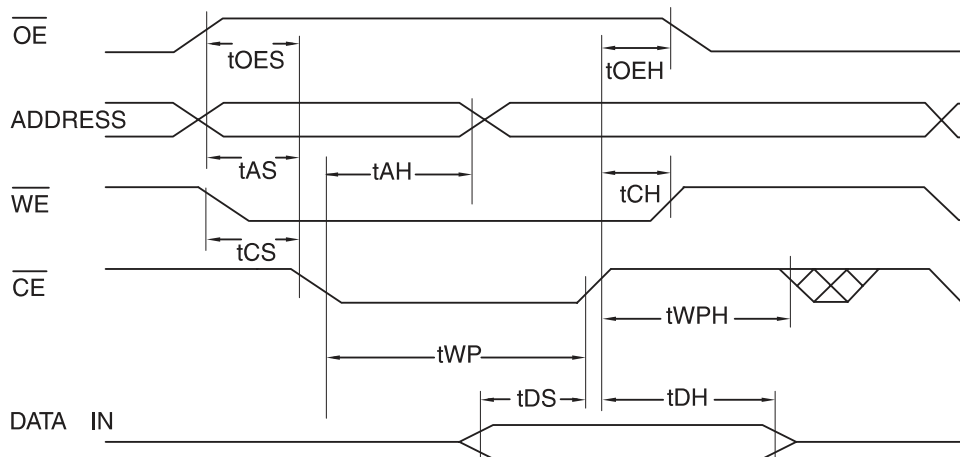 OE
tOES
tOEH
ADDRESS
tAS
tAH
WE
tCH
tCS
CE
tWPH
tWP
tDS
tDH
DATA IN